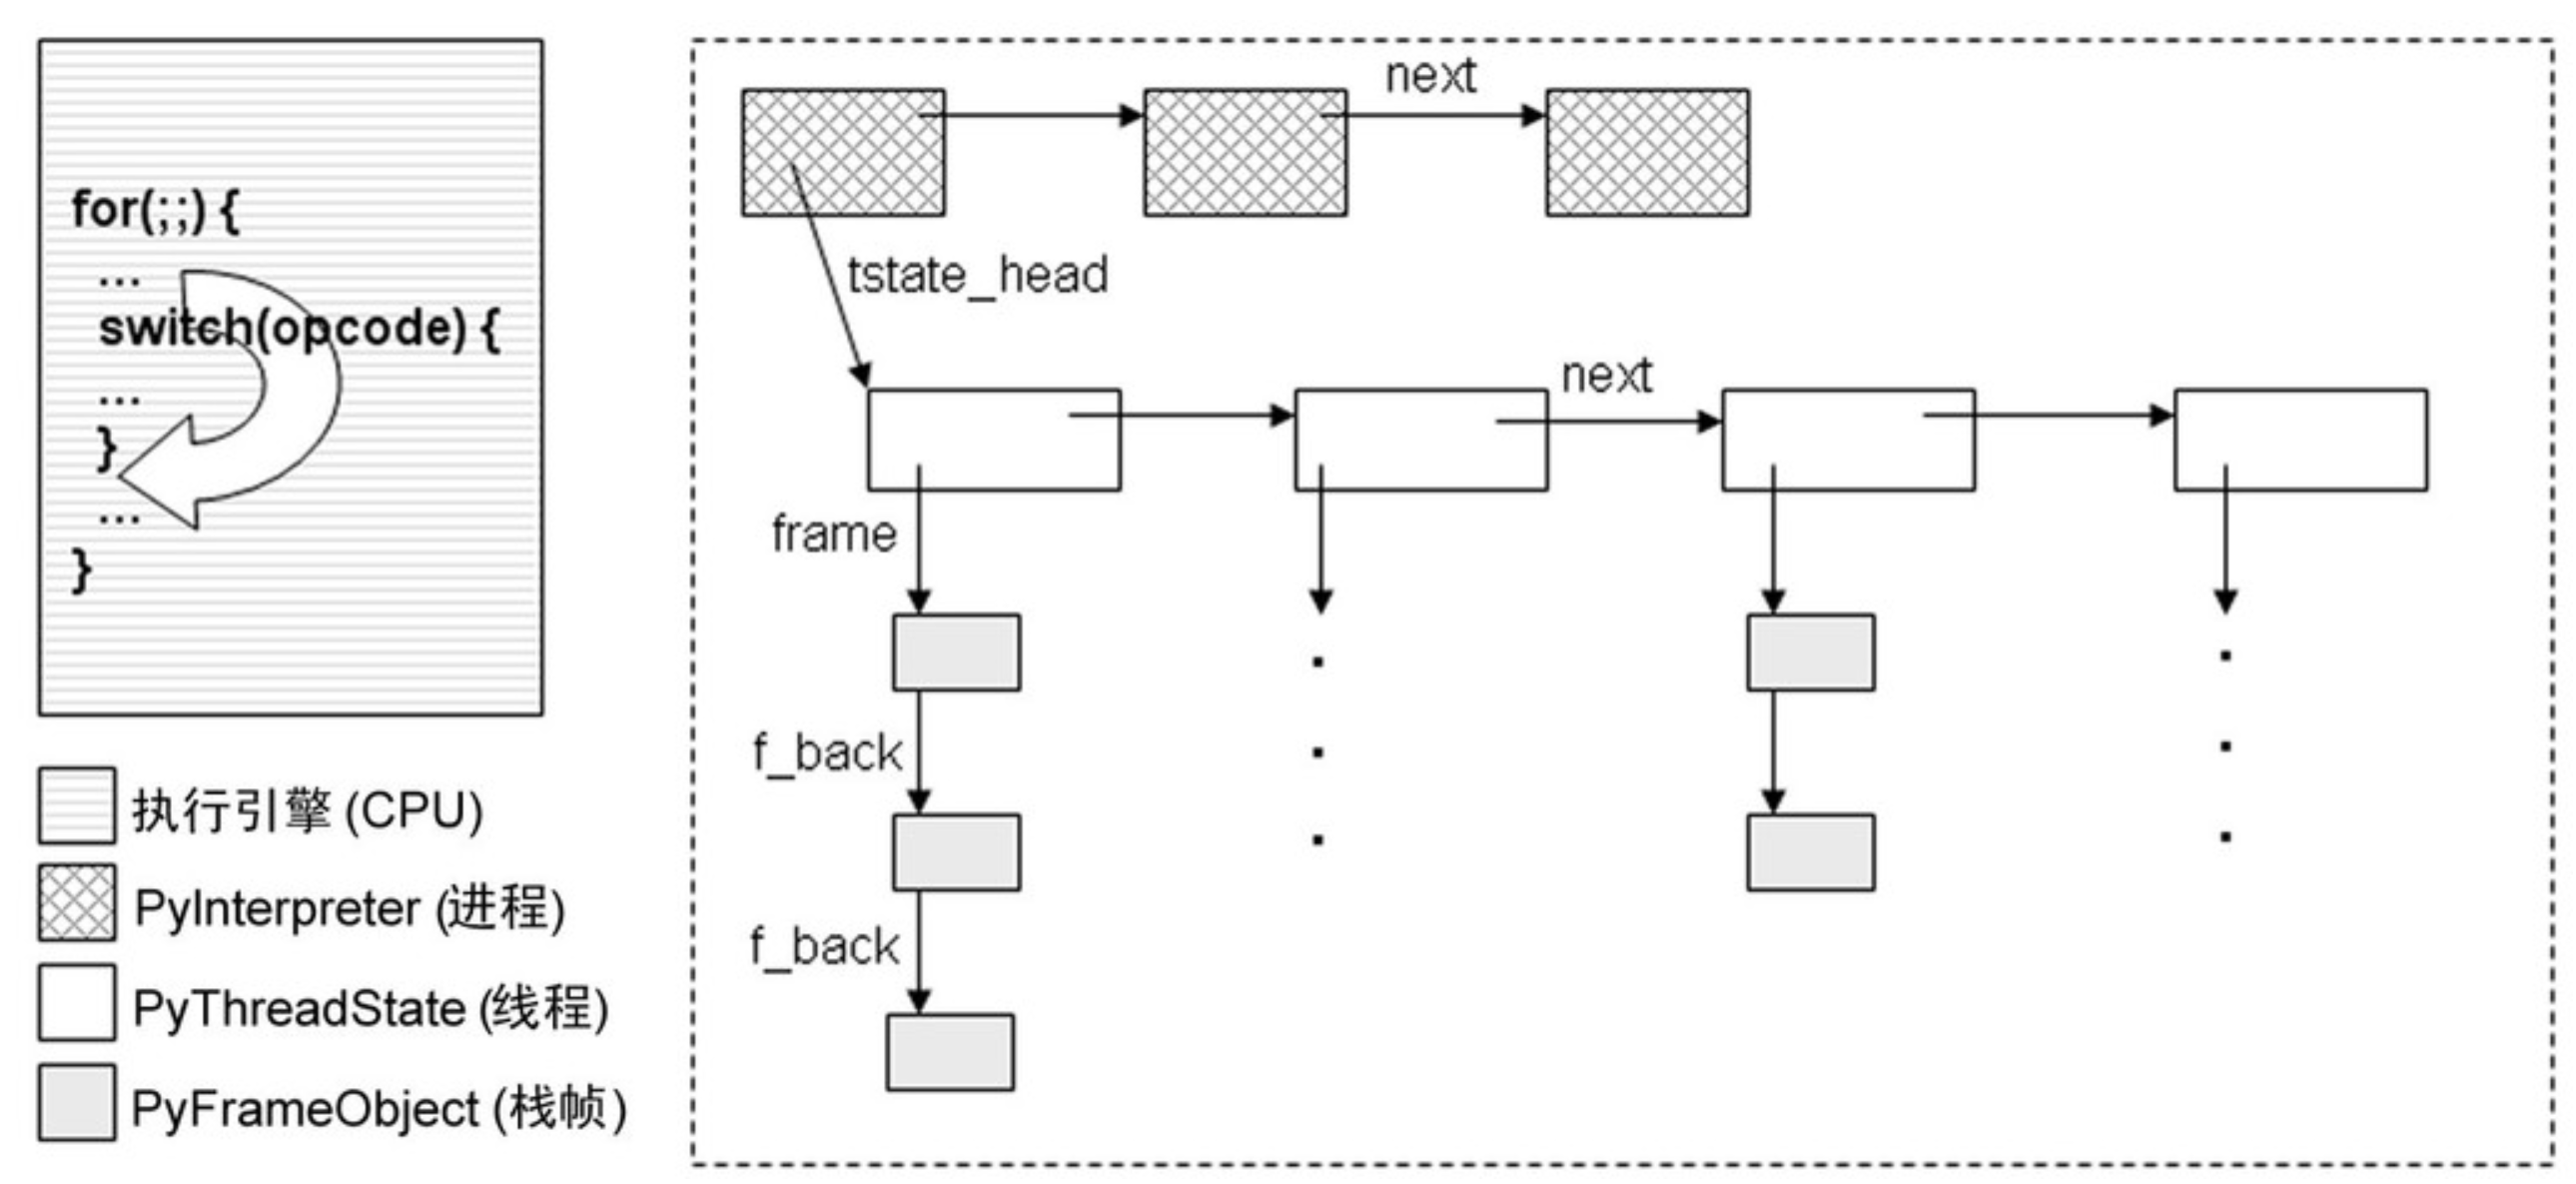 for(;;) {
...
switch(opcode) {
...
}
...
}
执行引擎 (CPU)
PyInterpreter (进程)
PyThreadState (线程)
PyFrameObject (栈帧)
next
tstate_head
next
frame
f_back
f_back